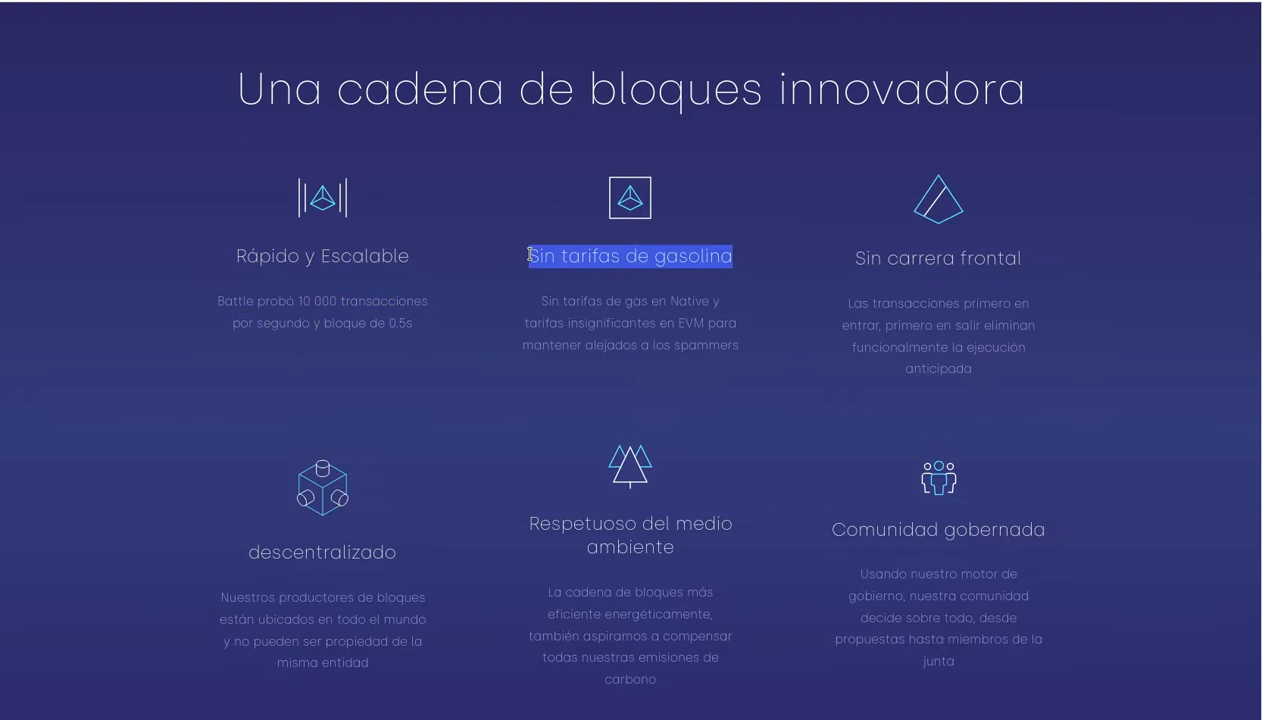 Una cadena de bloques innovadora
Rápido y Escalable
Battle probó 10 000 transacciones
por segundo y bloque de 0.5s
Sin tarifas de gasolina
Sin tarifas de gas en Native y
tarifas insignificantes en EVM para
mantener alejados a los spammers
Sin carrera frontal
Las transacciones primero en
entrar, primero en salir eliminan
funcionalmente la ejecución
anticipada.
descentralizado
Nuestros productores de bloques
están ubicados en todo el mundo
y no pueden ser propiedad de la
misma entidad
Respetuoso del medio
ambiente
La cadena de bloques más
eficiente energéticamente,
también aspiramos a compensar
todas nuestras emisiones de
carbono
Comunidad gobernada
Usando nuestro motor de
gobierno, nuestra comunidad
decide sobre todo, desde
propuestas hasta miembros de la
junta